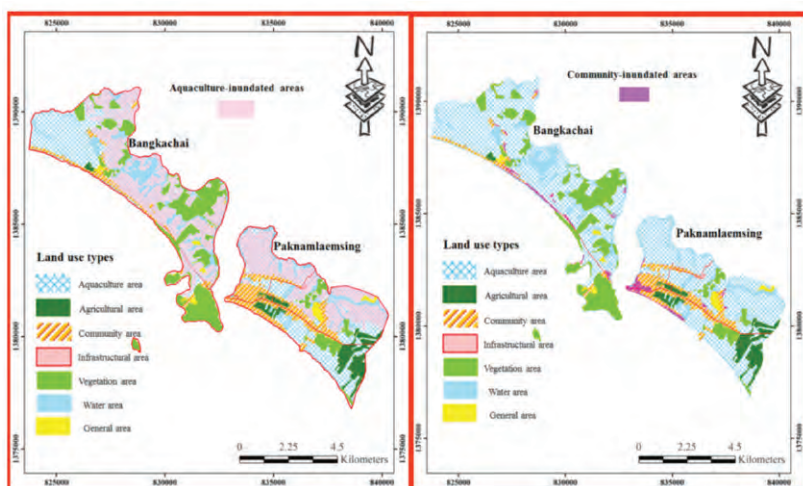 825000 830000 835000 840000
N
Aquaculture-inundated areas
Bangkachai
Paknamlaemsing
1390000
1385000
1380000
1375000
Land use types
Aquaculture area
Agricultural area
Community area
Infrastructural area
Vegetation area
Water area
General area
0 2.25 4.5
Kilometers
825000 830000 835000 840000
825000 830000 835000 840000
N
Community-inundated areas
Bangkachai
Paknamlaemsing
1390000
1385000
1380000
1375000
Land use types
Aquaculture area
Agricultural area
Community area
Infrastructural area
Vegetation area
Water area
General area
0 2.25 4.5
Kilometers
825000 830000 835000 840000